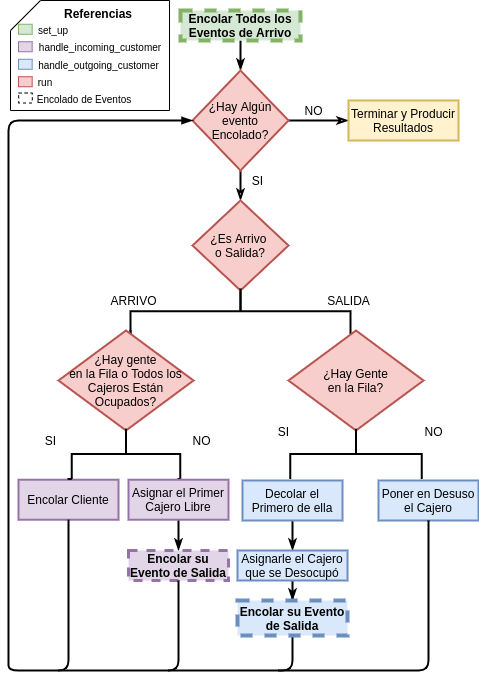 Referencias
set_up
handle_incoming_customer
handle_outgoing_customer
run
Encolado de Eventos
Encolar Todos los
Eventos de Arrivo
¿Hay Algún
evento
Encolado?
NO
Terminar y Producir
Resultados
SI
¿Es Arrivo
o Salida?
ARRIVO
SALIDA
¿Hay gente
en la Fila o Todos los
Cajeros Están
Ocupados?
¿Hay Gente
en la Fila?
SI
NO
SI
NO
Encolar Cliente
Asignar el Primer
Cajero Libre
Decolar el
Primero de ella
Poner en Desuso
el Cajero
Encolar su
Evento de Salida
Asignarle el Cajero
que se Desocupó
Encolar su Evento
de Salida